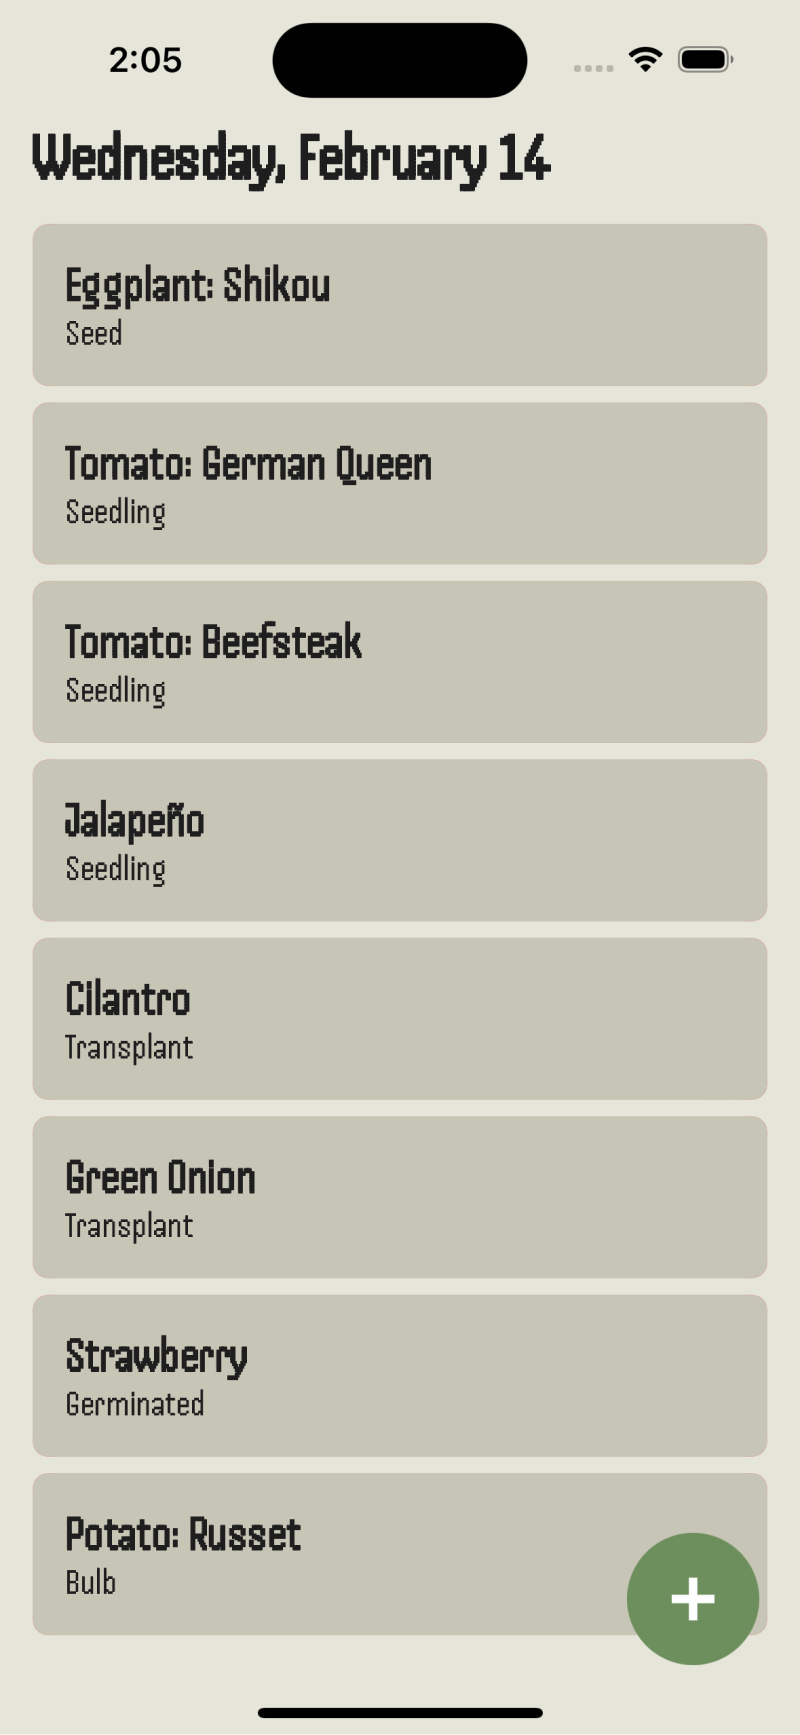 2:05
Wednesday, February 14
Eggplant: Shikou
Seed
Tomato: German Queen
Seedling
Tomato: Beefsteak
Seedling
Jalapeño
Seedling
Cilantro
Transplant
Green Onion
Transplant
Strawberry
Germinated
Potato: Russet
Bulb
+